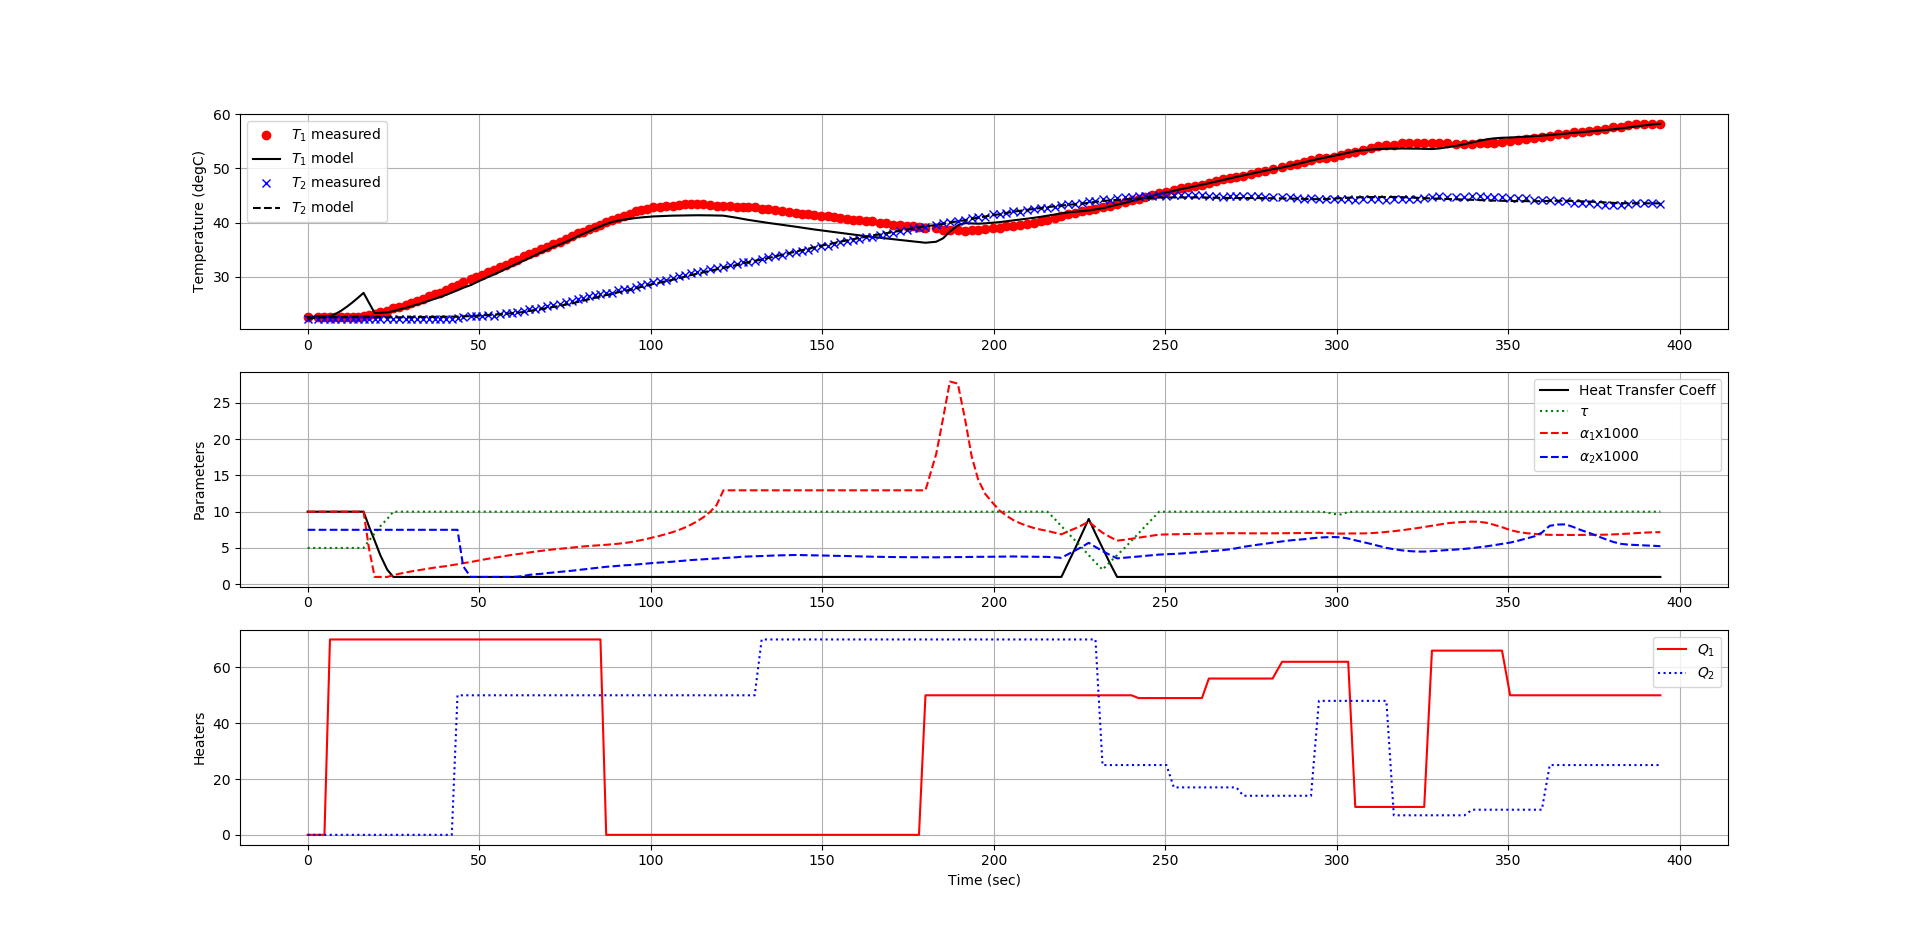 60
50
40
30
Temperature (degC)
T₁ measured
T₁ model
T₂ measured
T₂ model
0 50 100 150 200 250 300 350 400
25
20
15
10
5
0
Parameters
Heat Transfer Coeff
τ
α₁x1000
α₂x1000
0 50 100 150 200 250 300 350 400
60
40
20
0
Heaters
Q₁
Q₂
0 50 100 150 200 250 300 350 400
Time (sec)